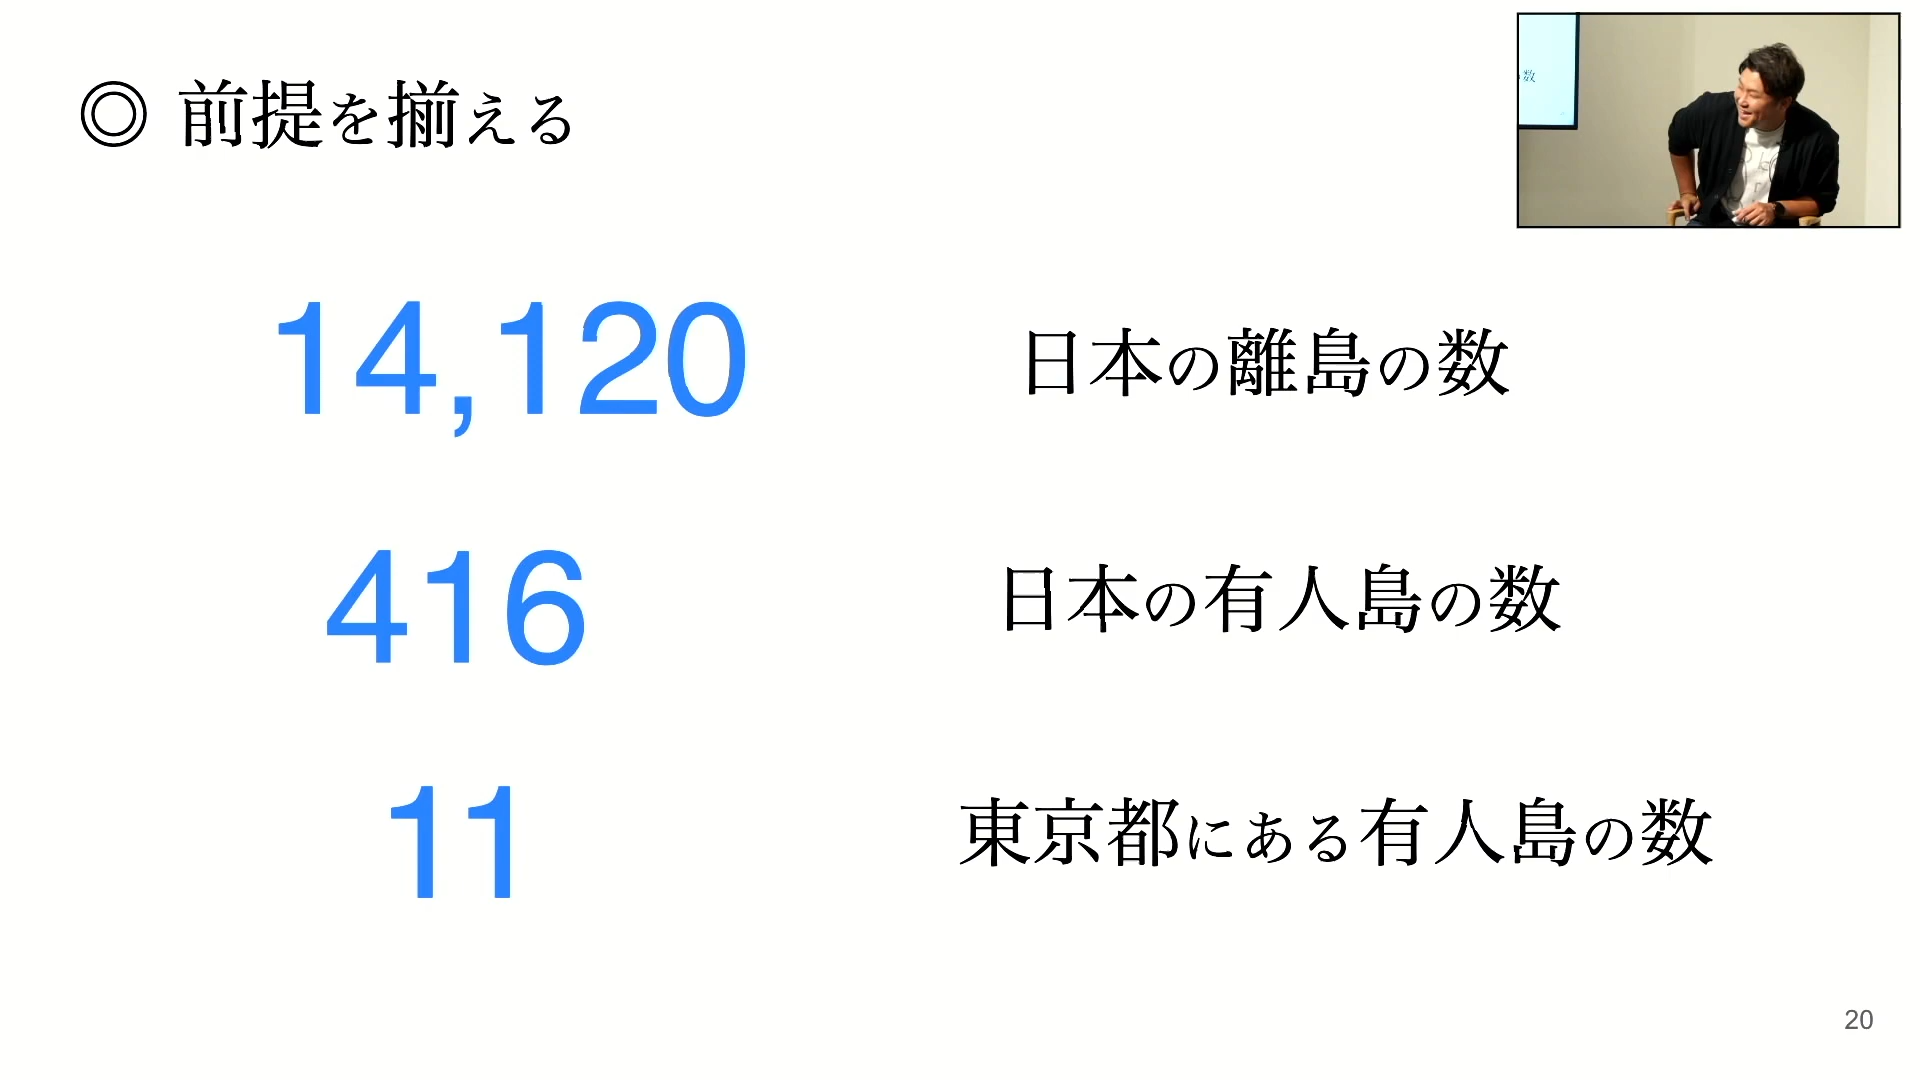 ◎ 前提を揃える
14,120 日本の離島の数
416 日本の有人島の数
11 東京都にある有人島の数
20